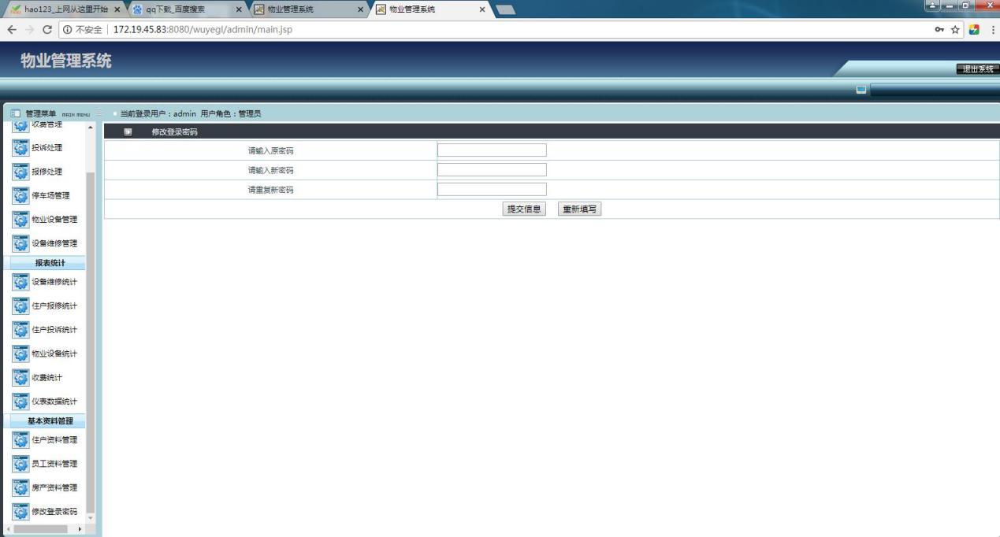 hao123_上网从这里开始
qq下载_百度搜索
物业管理系统
物业管理系统
不安全 172.19.45.83:8080/wuyegl/admin/main.jsp
物业管理系统
退出系统
管理菜单 MAIN MENU
当前登录用户：admin 用户角色：管理员
收费管理
投诉处理
报修处理
停车场管理
物业设备管理
设备维修管理
报表统计
设备维修统计
住户报修统计
住户投诉统计
物业设备统计
收费统计
仪表数据统计
基本资料管理
住户资料管理
员工资料管理
房产资料管理
修改登录密码
修改登录密码
请输入原密码
请输入新密码
请重复新密码
提交信息 重新填写